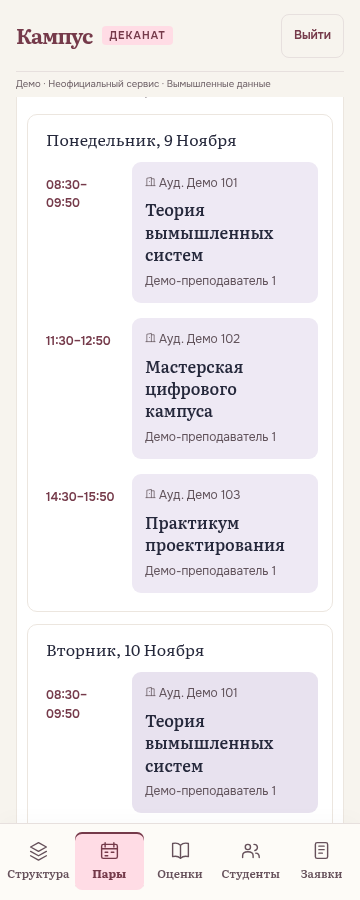 Кампус
ДЕКАНАТ
Выйти
Демо · Неофициальный сервис · Вымышленные данные
Понедельник, 9 Ноября
08:30–
09:50
Ауд. Демо 101
Теория
вымышленных
систем
Демо-преподаватель 1
11:30–12:50
Ауд. Демо 102
Мастерская
цифрового
кампуса
Демо-преподаватель 1
14:30–15:50
Ауд. Демо 103
Практикум
проектирования
Демо-преподаватель 1
Вторник, 10 Ноября
08:30–
09:50
Ауд. Демо 101
Теория
вымышленных
систем
Демо-преподаватель 1
Структура
Пары
Оценки
Студенты
Заявки